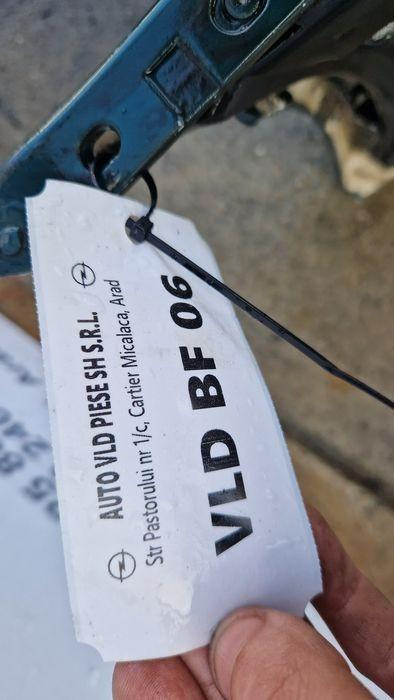 AUTO VLD PIESE SH S.R.L.
Str Pastorului nr 1/c, Cartier Micalaca, Arad
VLD BF 06